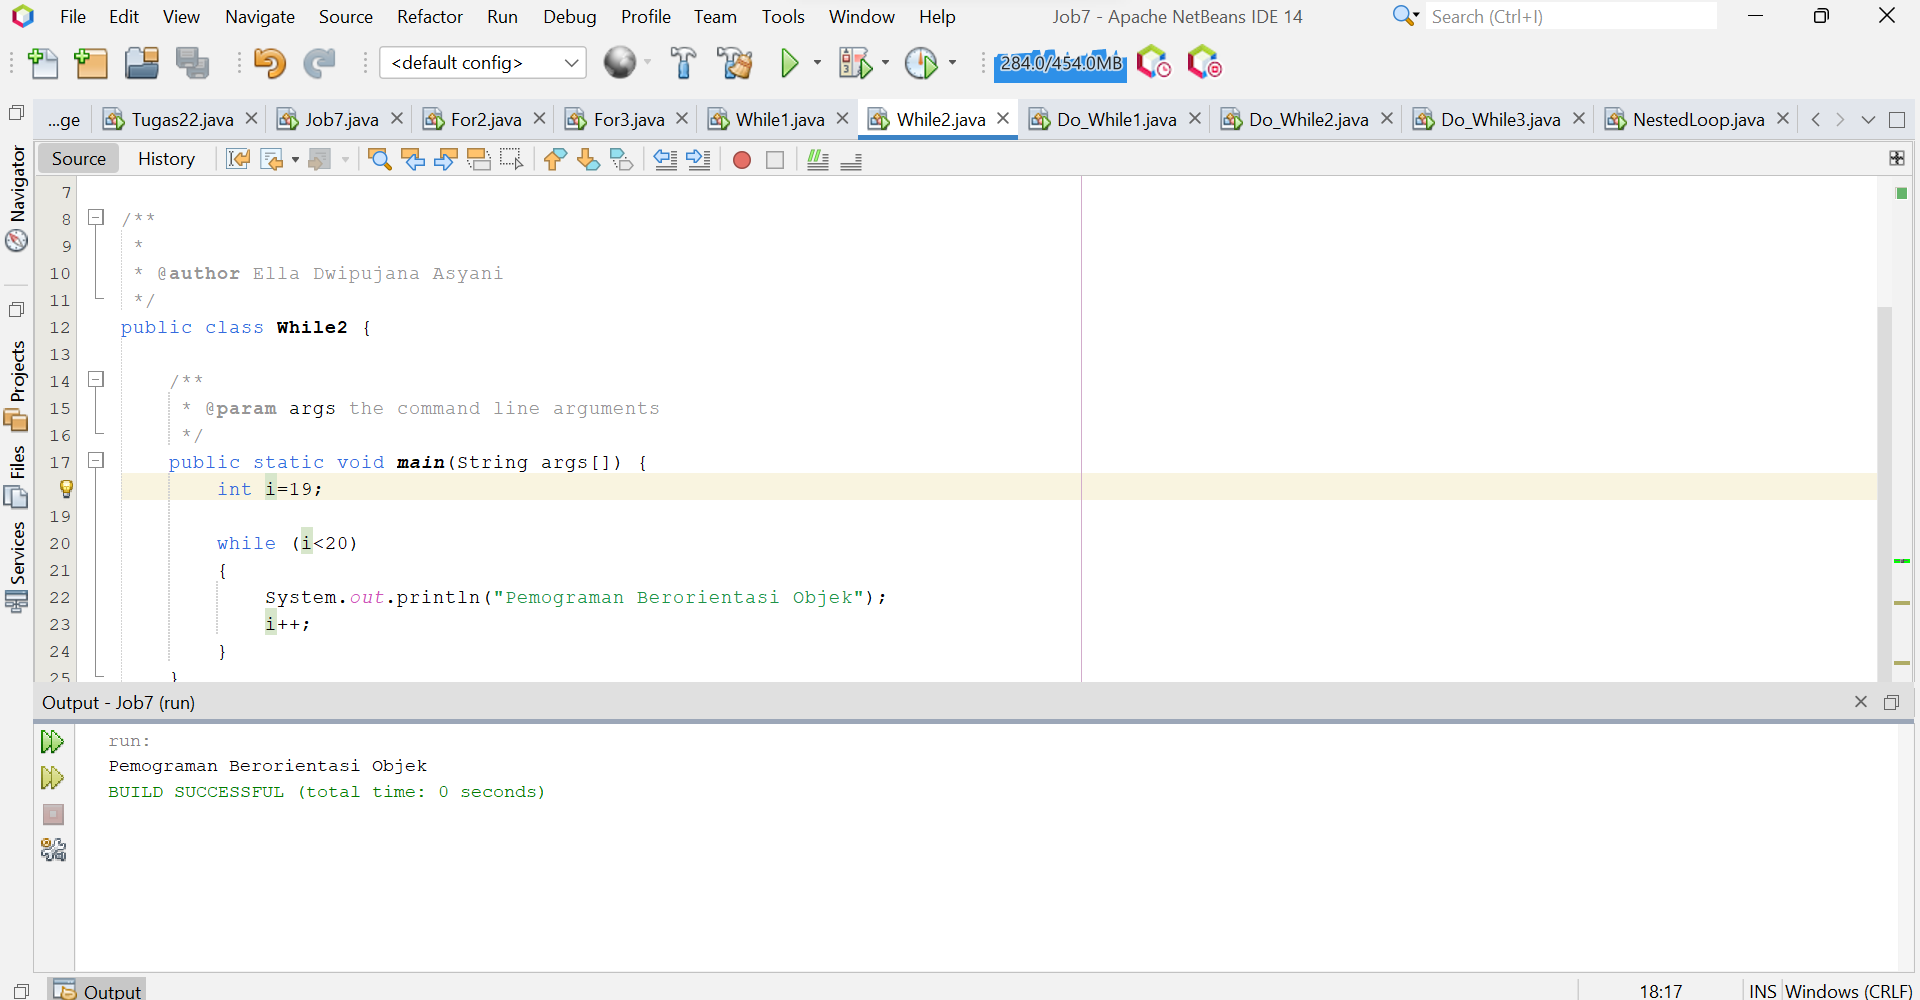 File Edit View Navigate Source Refactor Run Debug Profile Team Tools Window Help Job7 - Apache NetBeans IDE 14 Search (Ctrl+I)
<default config> 284.0/454.0MB
...ge Tugas22.java Job7.java For2.java For3.java While1.java While2.java Do_While1.java Do_While2.java Do_While3.java NestedLoop.java
Source History
Navigator
Projects
Files
Services
7
8 /**
9 *
10 * @author Ella Dwipujana Asyani
11 */
12 public class While2 {
13
14 /**
15 * @param args the command line arguments
16 */
17 public static void main(String args[]) {
int i=19;
19
20 while (i<20)
21 {
22 System.out.println("Pemograman Berorientasi Objek");
23 i++;
24 }
25 }
Output - Job7 (run)
run:
Pemograman Berorientasi Objek
BUILD SUCCESSFUL (total time: 0 seconds)
Output 18:17 INS Windows (CRLF)